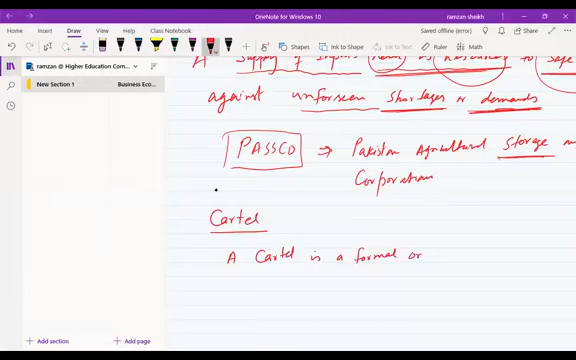 OneNote for Windows 10
ramzan sheikh
Home Insert Draw View Help Class Notebook
Saved offline (error)
Share
Shapes Ink to Shape Ink to Text Ruler Math
ramzan @ Higher Education Com...
New Section 1 Business Eco...
A Supply of inputs as to safe
against unforseen shortages or demands
PASSCO → Pakistan Agricultural Storage
Corporation
Cartel
A Cartel is a formal or
Add section Add page